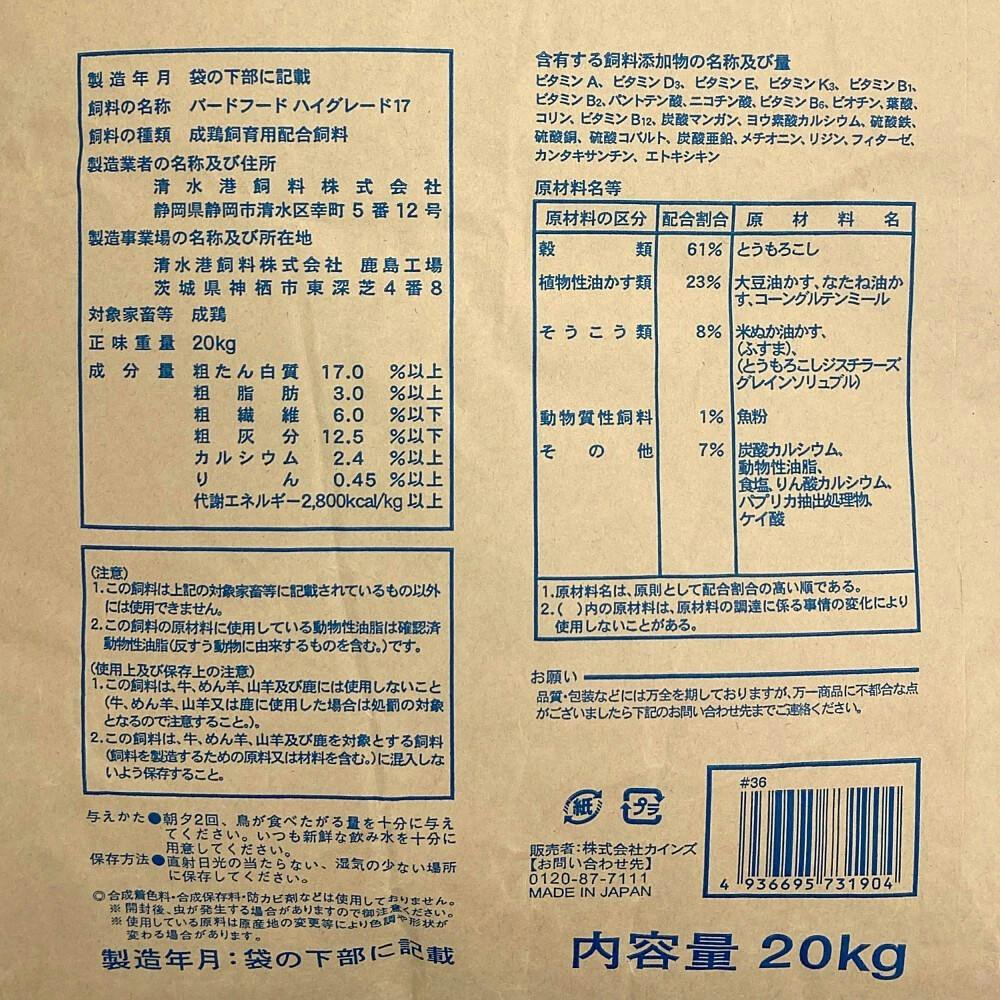 製造年月 袋の下部に記載
飼料の名称 バードフード ハイグレード17
飼料の種類 成鶏飼育用配合飼料
製造業者の名称及び住所
清水港飼料株式会社
静岡県静岡市清水区幸町5番12号
製造事業場の名称及び所在地
清水港飼料株式会社 鹿島工場
茨城県神栖市東深芝4番8
対象家畜等 成鶏
正味重量 20kg
成分量 粗たん白質 17.0 %以上
粗脂肪 3.0 %以上
粗繊維 6.0 %以下
粗灰分 12.5 %以下
カルシウム 2.4 %以上
りん 0.45 %以上
代謝エネルギー2,800kcal/kg以上
(注意)
1.この飼料は上記の対象家畜等に記載されているもの以外
には使用できません。
2.この飼料の原材料に使用している動物性油脂は確認済
動物性油脂(反すう動物に由来するものを含む。)です。
(使用上及び保存上の注意)
1.この飼料は、牛、めん羊、山羊及び鹿には使用しないこと
(牛、めん羊、山羊又は鹿に使用した場合は処罰の対象
となるので注意すること。)。
2.この飼料は、牛、めん羊、山羊及び鹿を対象とする飼料
(飼料を製造するための原料又は材料を含む。)に混入しな
いよう保存すること。
与えかた●朝夕2回、鳥が食べたがる量を十分に与え
てください。いつも新鮮な飲み水を十分に
用意してください。
保存方法●直射日光の当たらない、湿気の少ない場所
に保存してください。
◎合成着色料・合成保存料・防カビ剤などは使用しておりません。
※開封後、虫が発生する場合がありますので御注意ください。
※使用している原料は原産地の変更等により色調や形状が
変わる場合があります。
製造年月:袋の下部に記載
含有する飼料添加物の名称及び量
ビタミンA、ビタミンD3、ビタミンE、ビタミンK3、ビタミンB1、
ビタミンB2、パントテン酸、ニコチン酸、ビタミンB6、ビオチン、葉酸、
コリン、ビタミンB12、炭酸マンガン、ヨウ素酸カルシウム、硫酸鉄、
硫酸銅、硫酸コバルト、炭酸亜鉛、メチオニン、リジン、フィターゼ、
カンタキサンチン、エトキシキン
原材料名等
原材料の区分 配合割合 原材料名
穀類 61% とうもろこし
植物性油かす類 23% 大豆油かす、なたね油か
す、コーングルテンミール
そうこう類 8% 米ぬか油かす、
(ふすま)、
(とうもろこしジスチラーズ
グレインソリュブル)
動物質性飼料 1% 魚粉
その他 7% 炭酸カルシウム、
動物性油脂、
食塩、りん酸カルシウム、
パプリカ抽出処理物、
ケイ酸
1.原材料名は、原則として配合割合の高い順である。
2.( )内の原材料は、原材料の調達に係る事情の変化により
使用しないことがある。
お願い
品質・包装などには万全を期しておりますが、万一商品に不都合な点
がございましたら下記のお問い合わせ先までご連絡ください。
紙 プラ
販売者:株式会社カインズ
【お問い合わせ先】
0120-87-7111
MADE IN JAPAN
#36
4 936695 731904
内容量 20kg